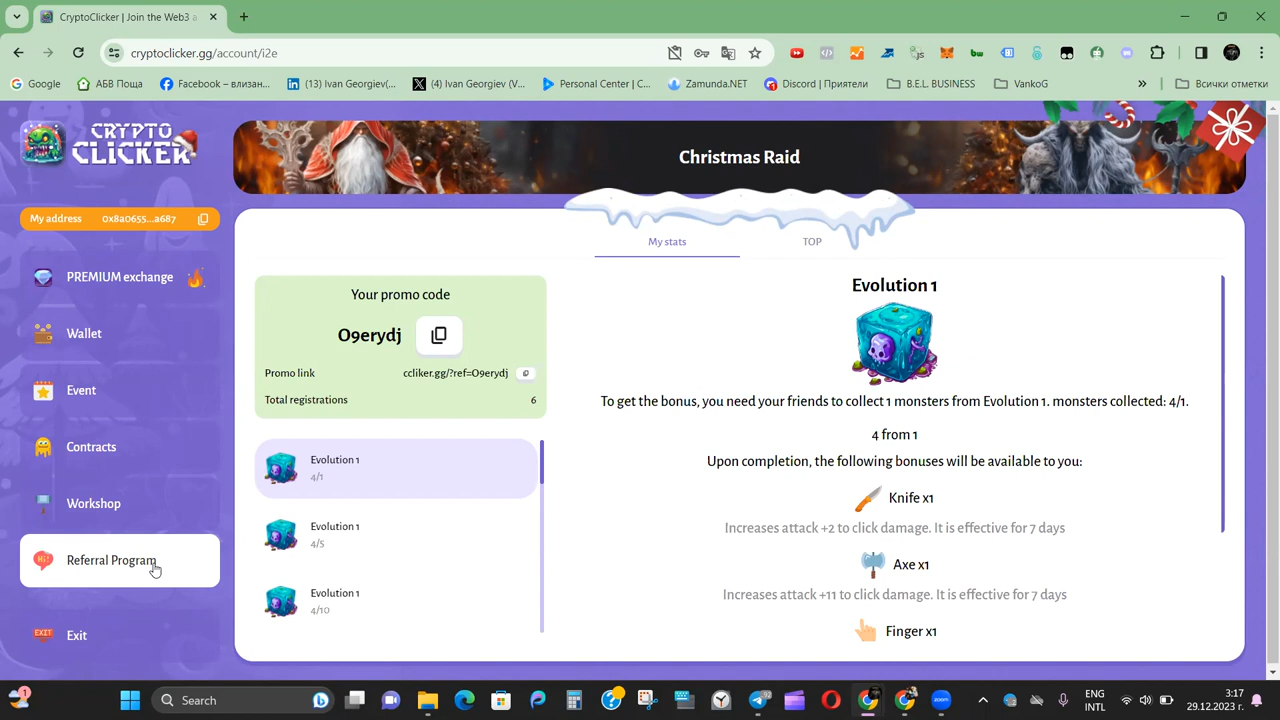 CryptoClicker | Join the Web3 a
cryptoclicker.gg/account/i2e
Google
АБВ Поща
Facebook – влизан...
(13) Ivan Georgiev(...
(4) Ivan Georgiev (V...
Personal Center | C...
Zamunda.NET
Discord | Приятели
B.E.L. BUSINESS
VankoG
»
Всички отметки
CRYPTO
CLICKER
Christmas Raid
My address 0x8a0655...a687
My stats
TOP
PREMIUM exchange
Wallet
Event
Contracts
Workshop
Hi!
Referral Program
EXIT
Exit
Your promo code
O9erydj
Promo link ccliker.gg/?ref=O9erydj
Total registrations 6
Evolution 1
4/1
Evolution 1
4/5
Evolution 1
4/10
Evolution 1
To get the bonus, you need your friends to collect 1 monsters from Evolution 1. monsters collected: 4/1.
4 from 1
Upon completion, the following bonuses will be available to you:
Knife x1
Increases attack +2 to click damage. It is effective for 7 days
Axe x1
Increases attack +11 to click damage. It is effective for 7 days
Finger x1
1
Search
ENG
INTL
3:17
29.12.2023 г.